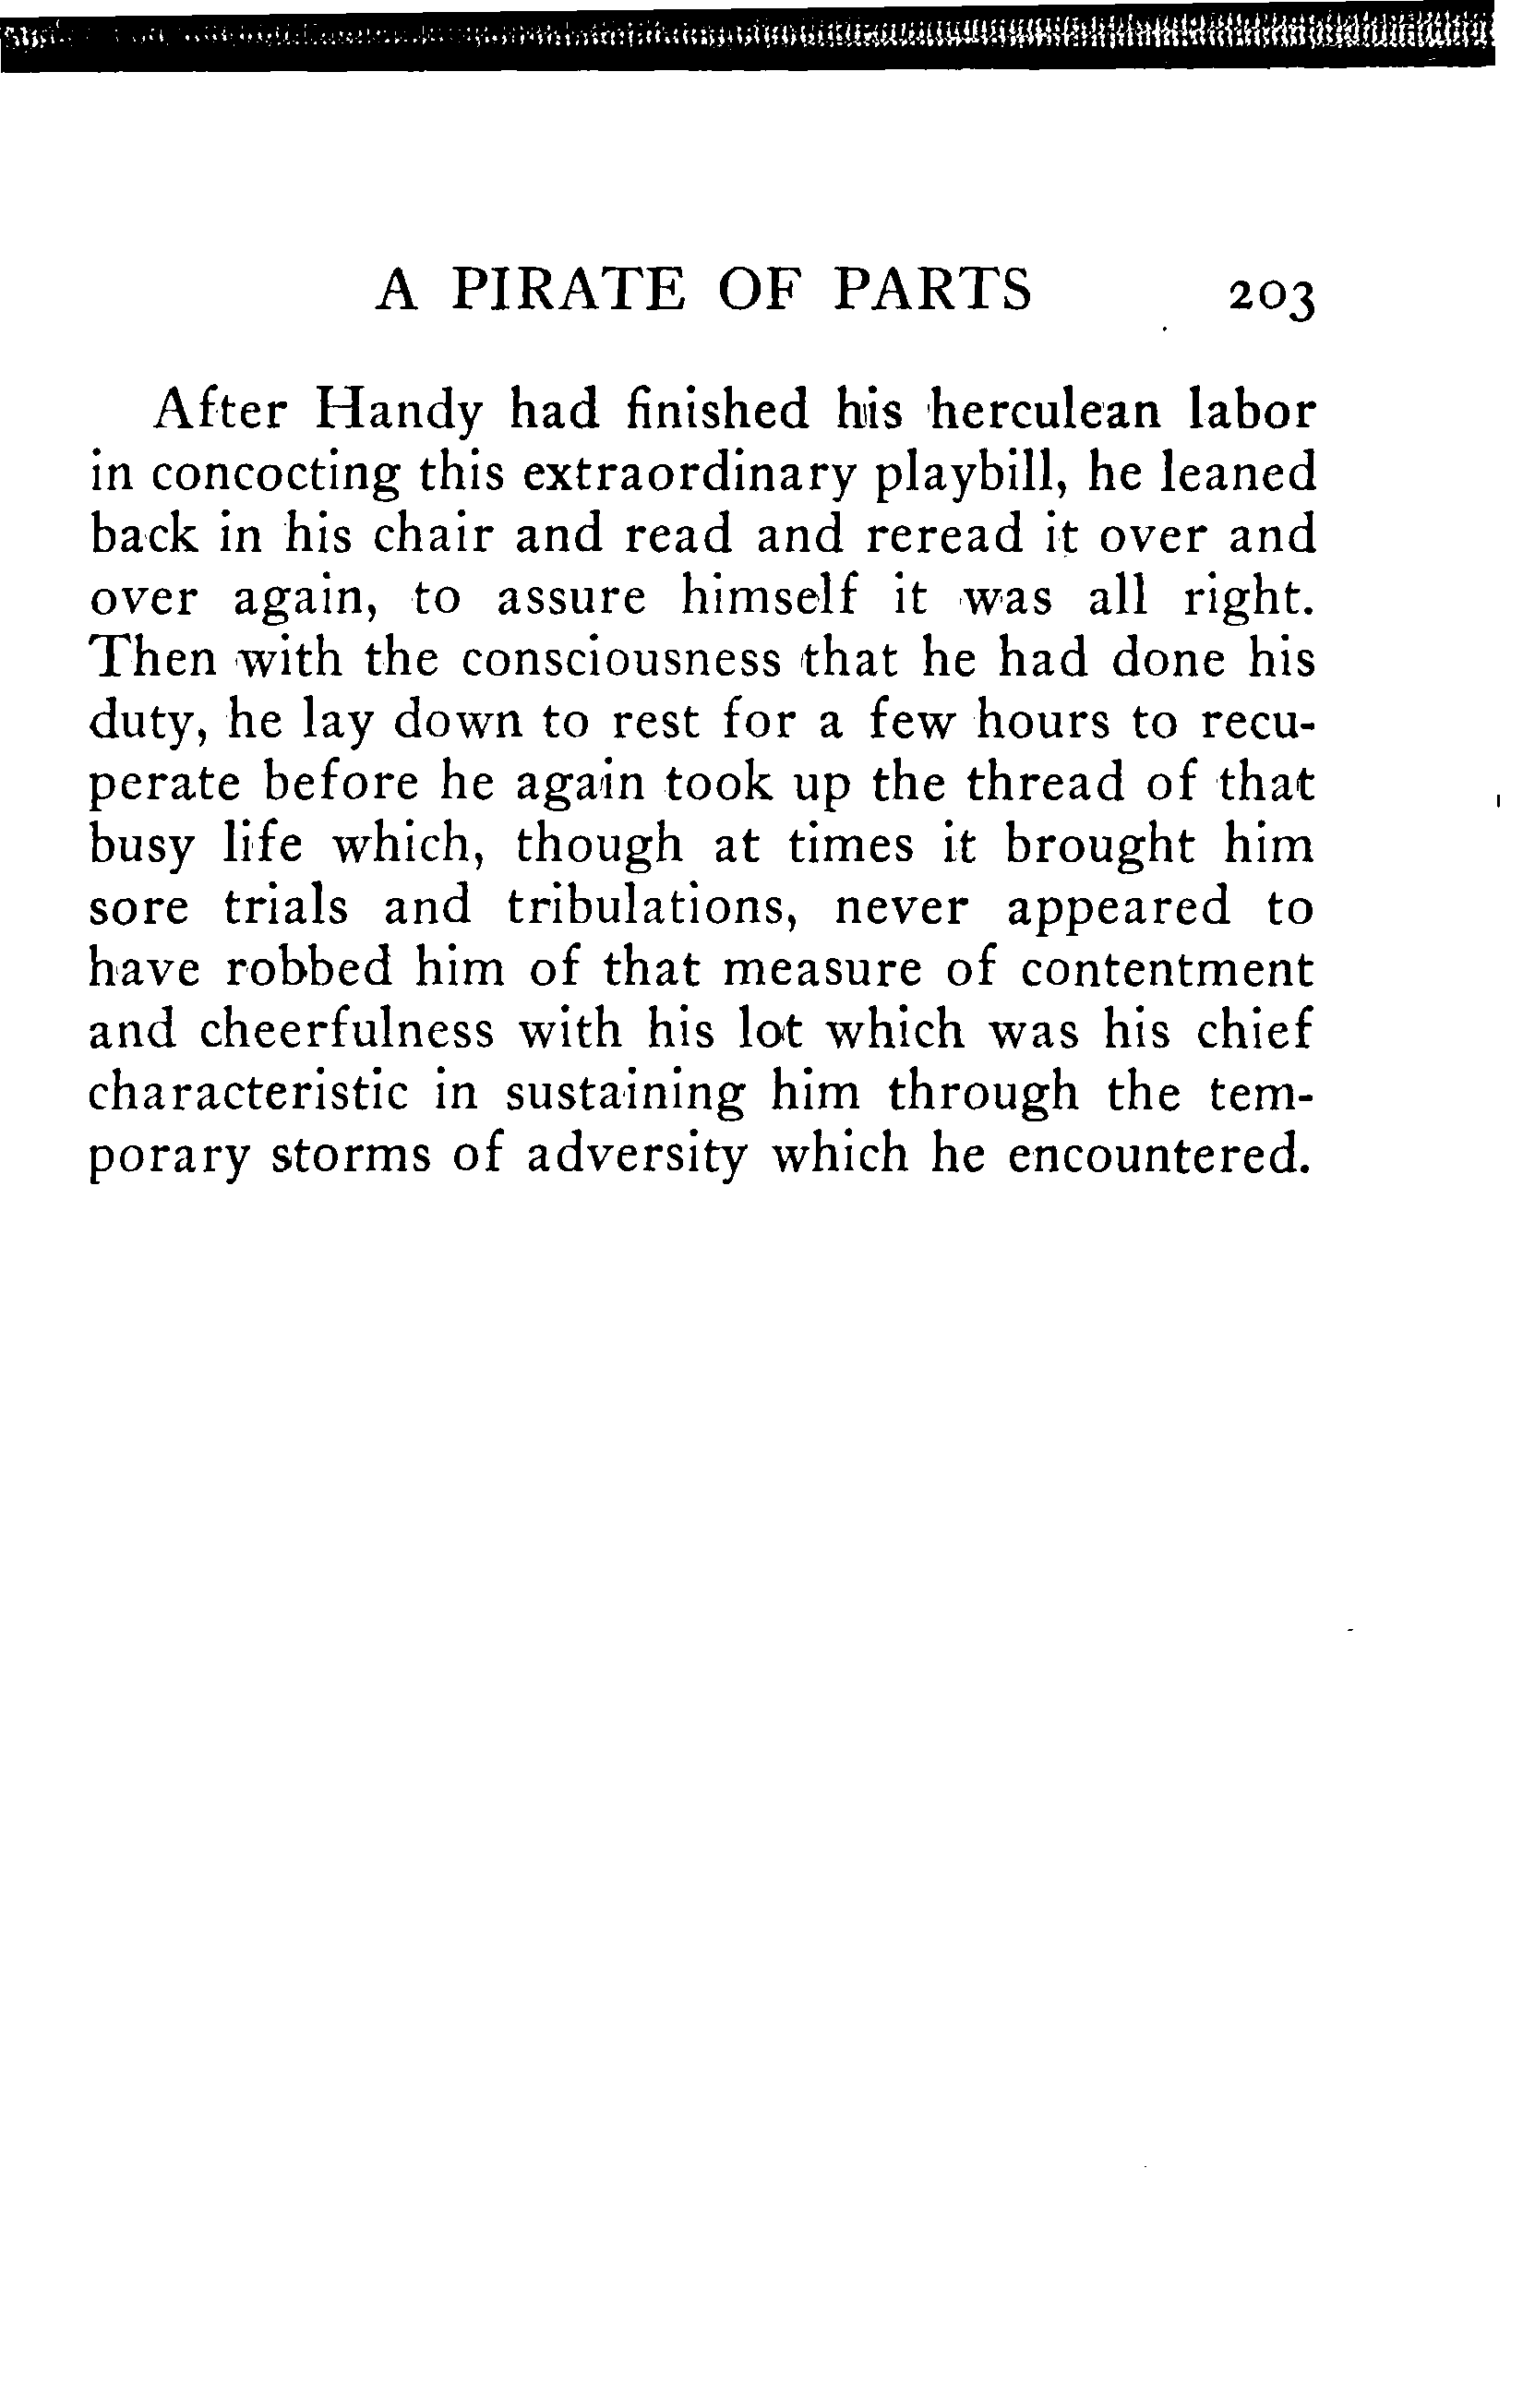 A PIRATE OF PARTS 203
After Handy had finished his herculean labor
in concocting this extraordinary playbill, he leaned
back in his chair and read and reread it over and
over again, to assure himself it was all right.
Then with the consciousness that he had done his
duty, he lay down to rest for a few hours to recu-
perate before he again took up the thread of that
busy life which, though at times it brought him
sore trials and tribulations, never appeared to
have robbed him of that measure of contentment
and cheerfulness with his lot which was his chief
characteristic in sustaining him through the tem-
porary storms of adversity which he encountered.